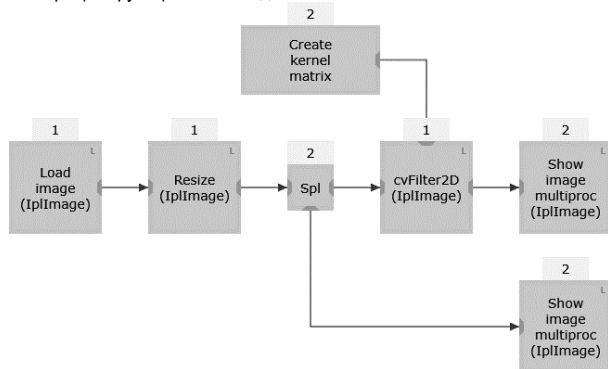 2
Create
kernel
matrix
1
L
Load
image
(IplImage)
1
L
Resize
(IplImage)
2
Spl
1
L
cvFilter2D
(IplImage)
2
L
Show
image
multiproc
(IplImage)
2
L
Show
image
multiproc
(IplImage)